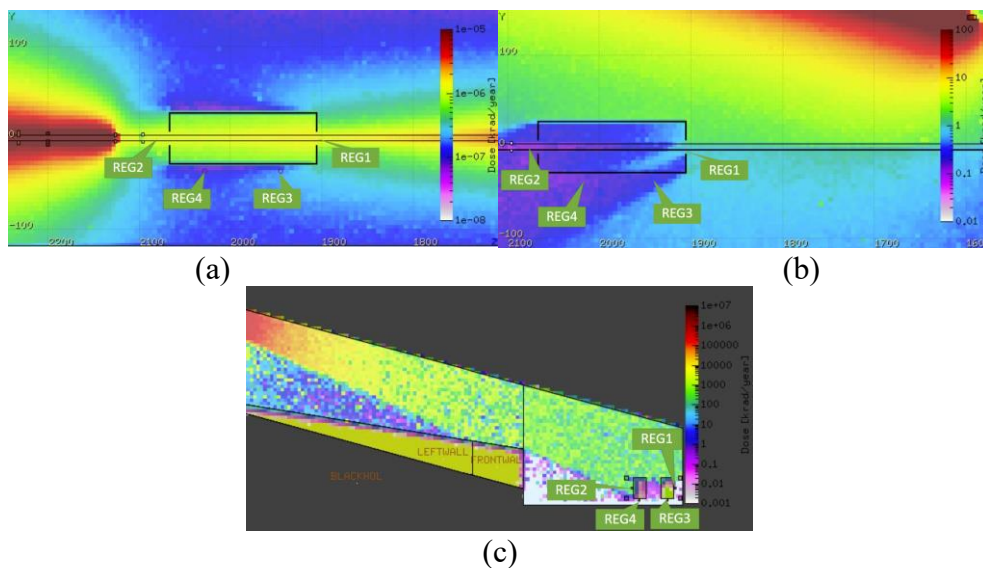 Y
100
00
-100
2200
2100
2000
1900
1800
1e-05
1e-06
1e-07
1e-08
REG2
REG1
REG4
REG3
(a)
Y
100
-100
2100
2000
1900
1800
1700
100
10
1
0,1
0,01
Dose [krad/year]
REG2
REG1
REG4
REG3
(b)
1e+07
1e+06
100000
10000
1000
100
10
1
0,1
0,01
0,001
Dose [krad/year]
LEFTWALL
FRONTWAL
BLACKHOL
REG1
REG2
REG4
REG3
(c)